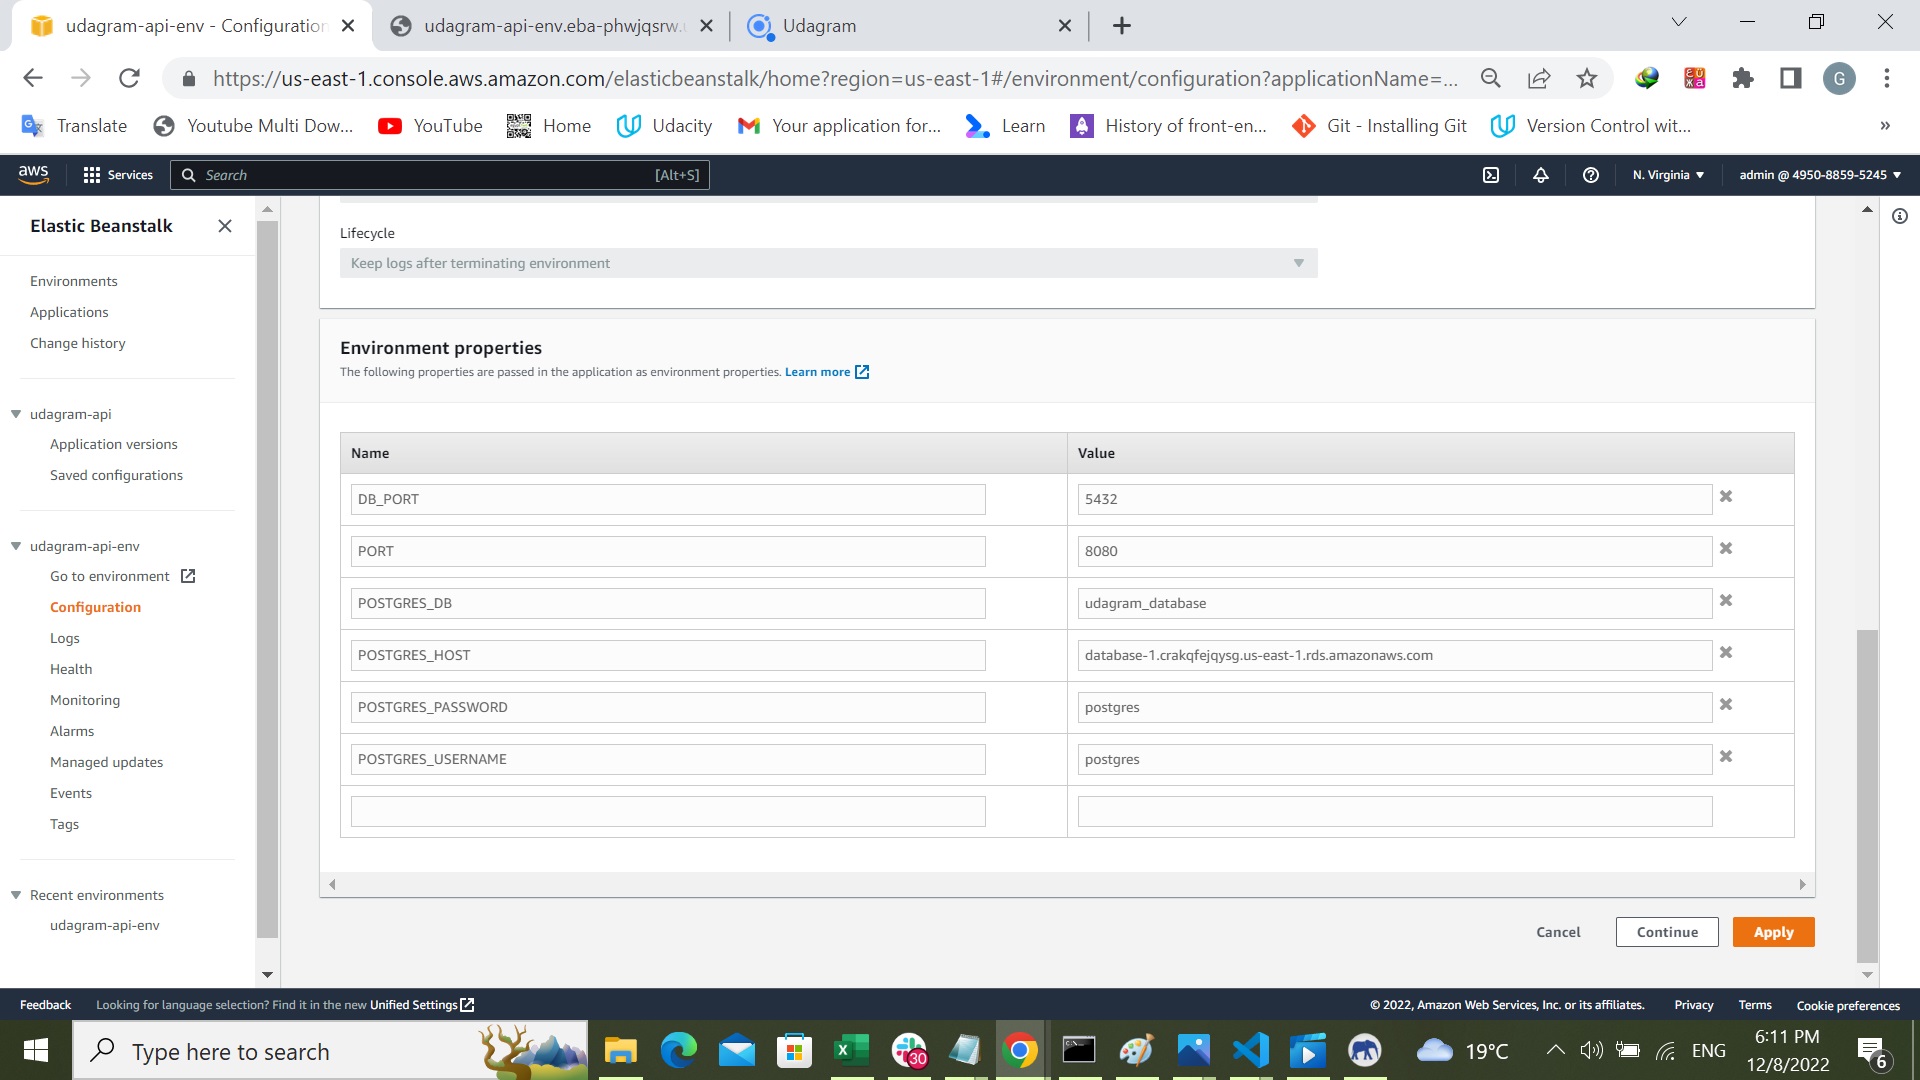 udagram-api-env - Configuration
udagram-api-env.eba-phwjqsrw.u
Udagram
https://us-east-1.console.aws.amazon.com/elasticbeanstalk/home?region=us-east-1#/environment/configuration?applicationName=...
G
Translate
Youtube Multi Dow...
YouTube
Home
Udacity
Your application for...
Learn
History of front-en...
Git - Installing Git
Version Control wit...
»
aws
Services
Search
[Alt+S]
N. Virginia
admin @ 4950-8859-5245
Elastic Beanstalk
Environments
Applications
Change history
udagram-api
Application versions
Saved configurations
udagram-api-env
Go to environment
Configuration
Logs
Health
Monitoring
Alarms
Managed updates
Events
Tags
Recent environments
udagram-api-env
Lifecycle
Keep logs after terminating environment
Environment properties
The following properties are passed in the application as environment properties. Learn more
Name Value
DB_PORT 5432
PORT 8080
POSTGRES_DB udagram_database
POSTGRES_HOST database-1.crakqfejqysg.us-east-1.rds.amazonaws.com
POSTGRES_PASSWORD postgres
POSTGRES_USERNAME postgres
Cancel Continue Apply
Feedback
Looking for language selection? Find it in the new Unified Settings
© 2022, Amazon Web Services, Inc. or its affiliates.
Privacy
Terms
Cookie preferences
Type here to search
30
19°C
ENG
6:11 PM
12/8/2022
6